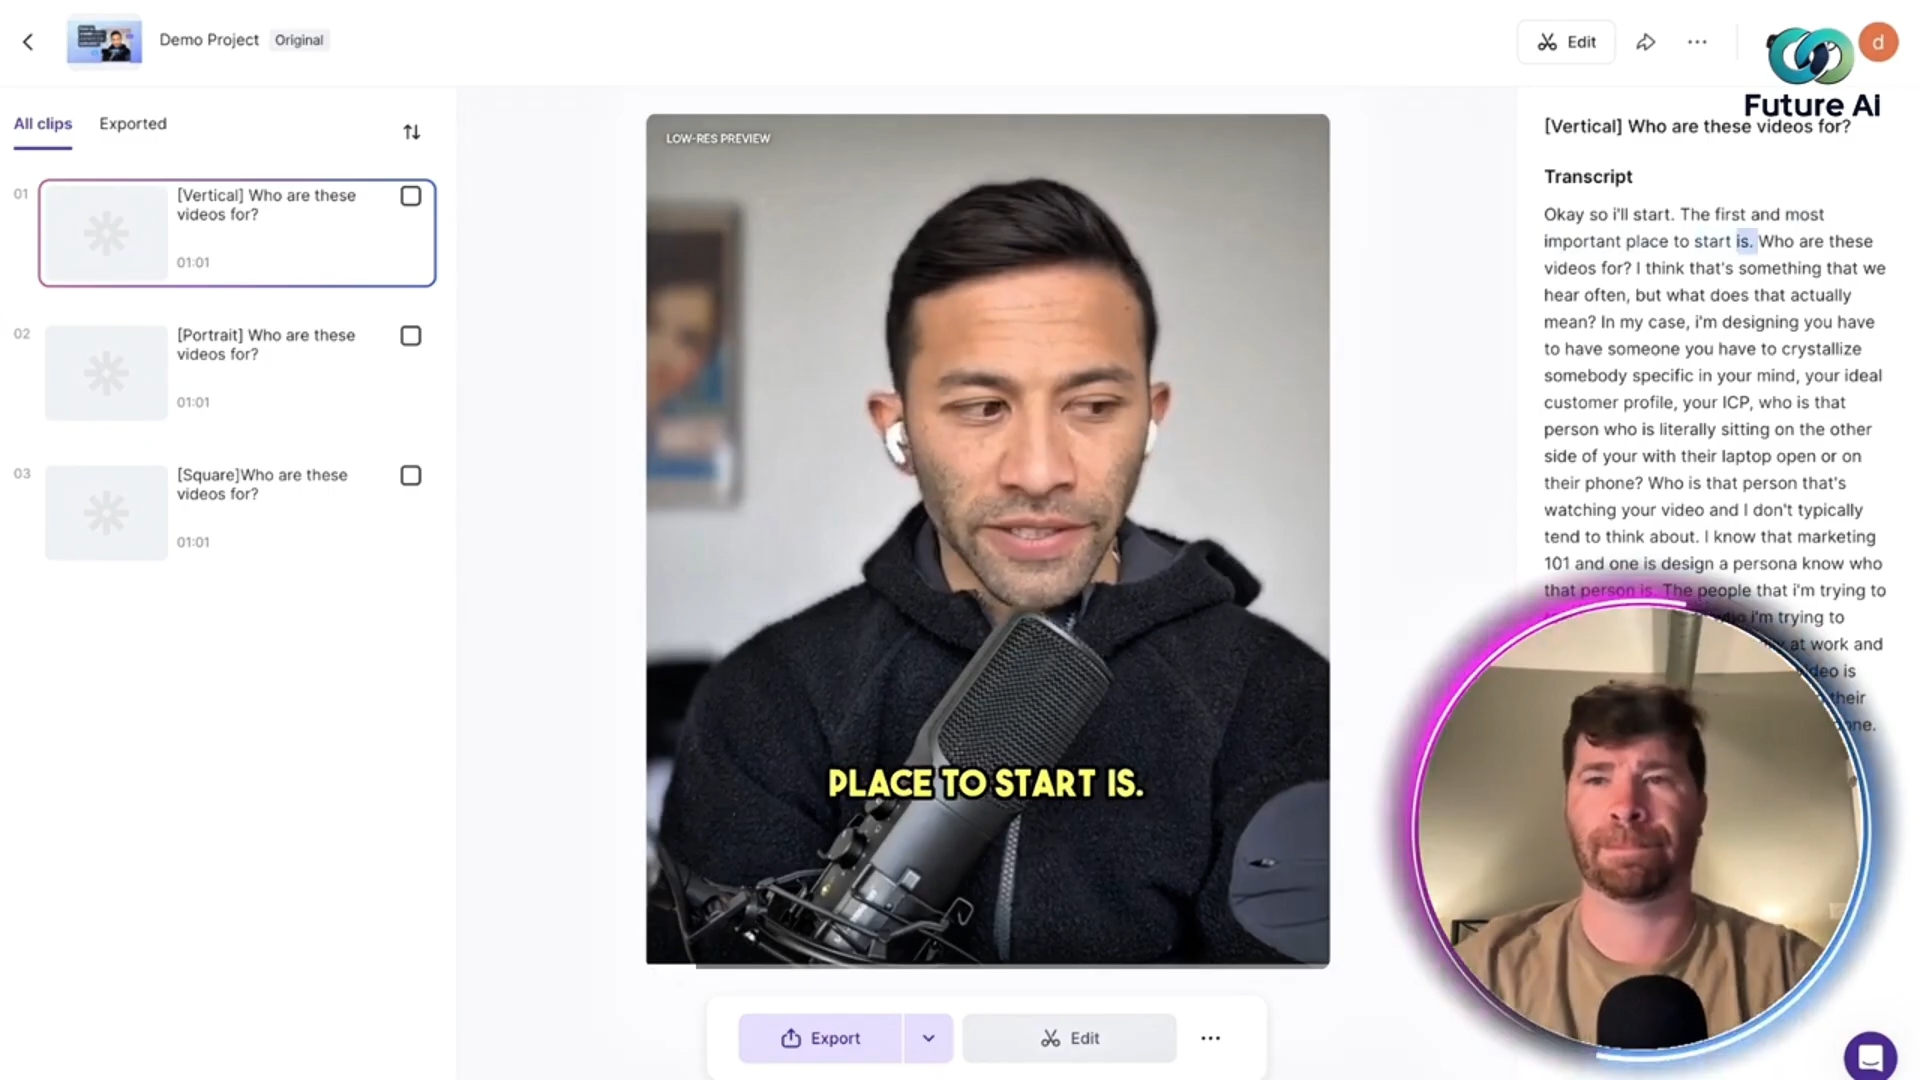 Demo Project
Original
Edit
d
Future Ai
All clips
Exported
01
[Vertical] Who are these
videos for?
01:01
02
[Portrait] Who are these
videos for?
01:01
03
[Square]Who are these
videos for?
01:01
LOW-RES PREVIEW
PLACE TO START IS.
Export
Edit
[Vertical] Who are these videos for?
Transcript
Okay so i'll start. The first and most
important place to start is. Who are these
videos for? I think that's something that we
hear often, but what does that actually
mean? In my case, i'm designing you have
to have someone you have to crystallize
somebody specific in your mind, your ideal
customer profile, your ICP, who is that
person who is literally sitting on the other
side of your with their laptop open or on
their phone? Who is that person that's
watching your video and I don't typically
tend to think about. I know that marketing
101 and one is design a persona know who
that person is. The people that i'm trying to
i'm trying to
at work and
is
their